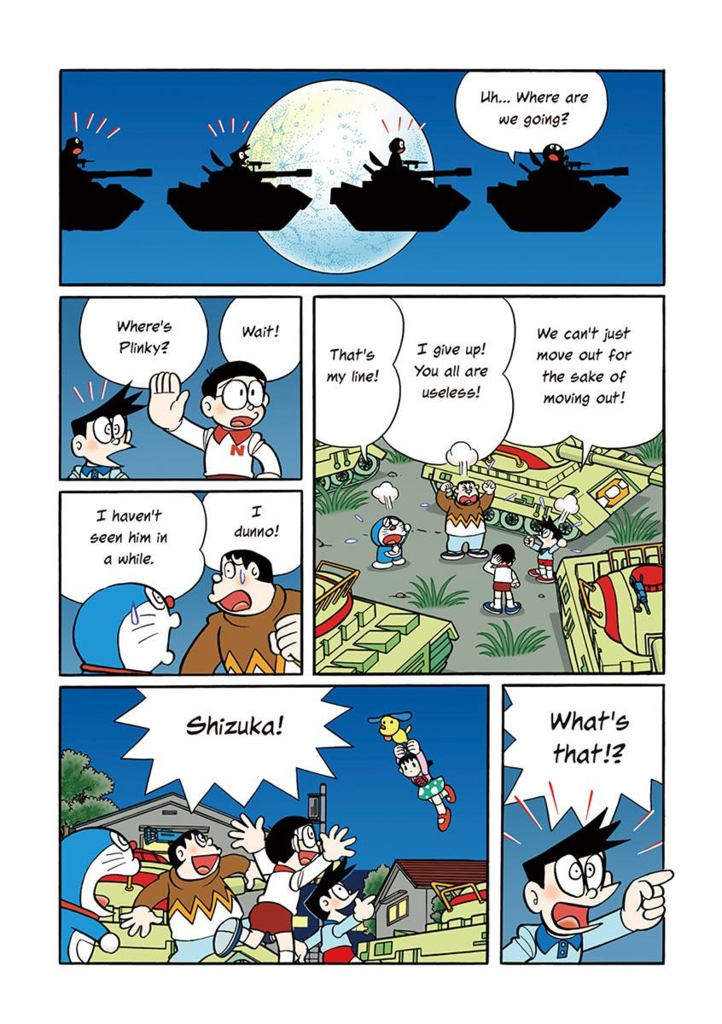 Uh... Where are
we going?
We can't just
move out for
the sake of
moving out!
I give up!
You all are
useless!
That's
my line!
Wait!
Where's
Plinky?
N
I
dunno!
I haven't
seen him in
a while.
What's
that!?
Shizuka!